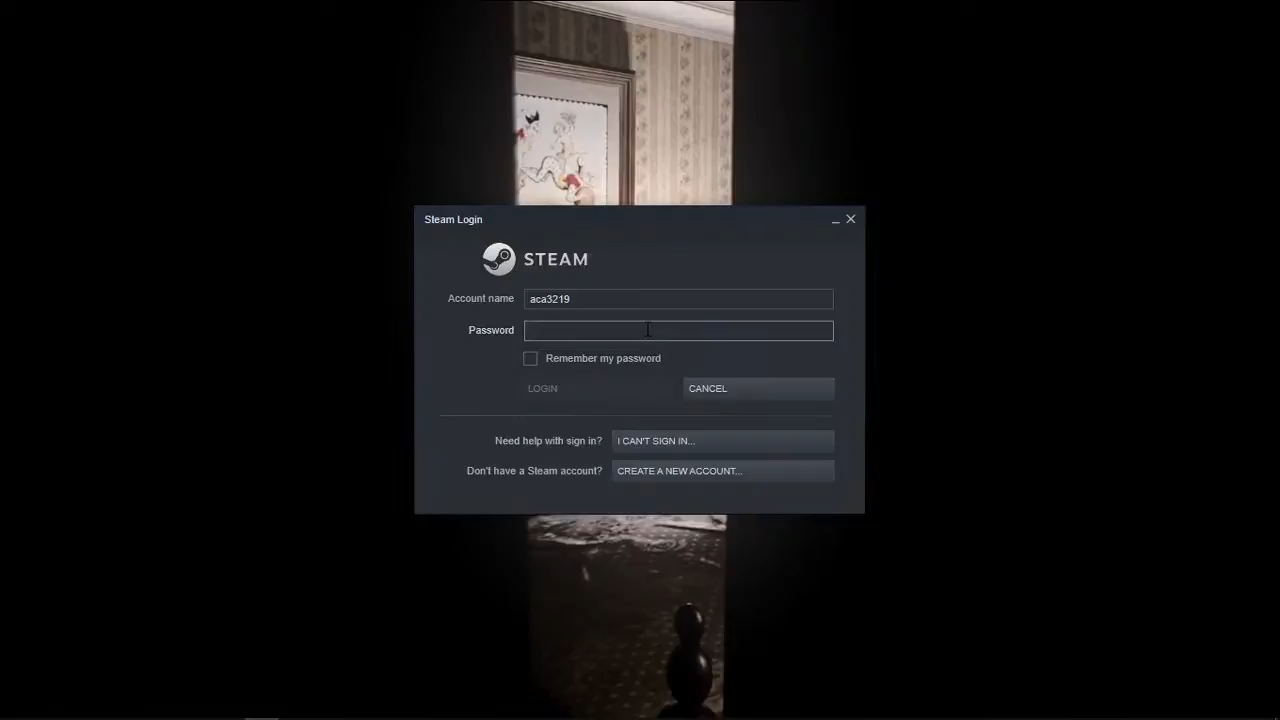 Steam Login
STEAM
Account name aca3219
Password
Remember my password
LOGIN CANCEL
Need help with sign in? I CAN'T SIGN IN...
Don't have a Steam account? CREATE A NEW ACCOUNT...